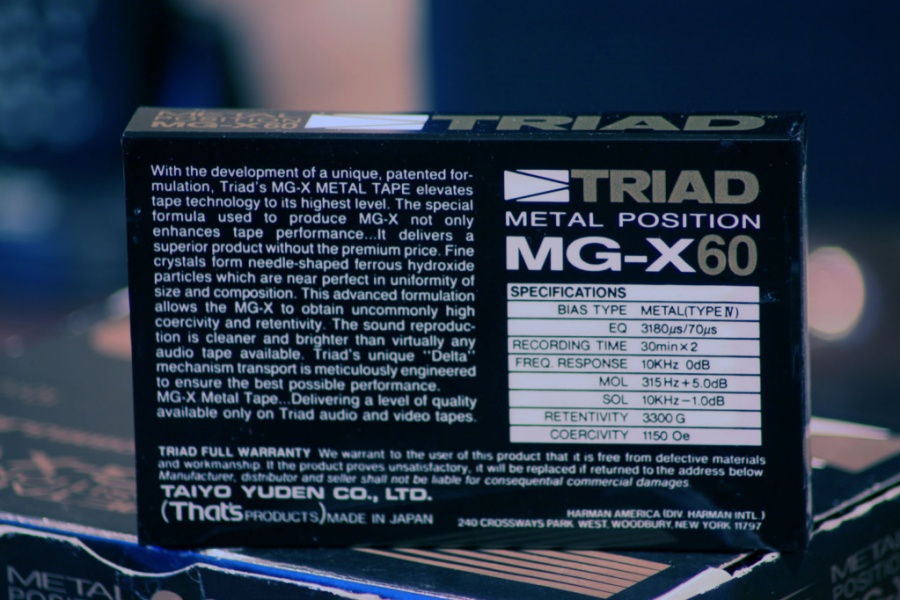 METAL
POSITION
MG-X60
TRIAD
With the development of a unique, patented for-
mulation, Triad's MG-X METAL TAPE elevates
tape technology to its highest level. The special
formula used to produce MG-X not only
enhances tape performance...It delivers a
superior product without the premium price. Fine
crystals form needle-shaped ferrous hydroxide
particles which are near perfect in uniformity of
size and composition. This advanced formulation
allows the MG-X to obtain uncommonly high
coercivity and retentivity. The sound reproduc-
tion is cleaner and brighter than virtually any
audio tape available. Triad's unique "Delta"
mechanism transport is meticulously engineered
to ensure the best possible performance.
MG-X Metal Tape...Delivering a level of quality
available only on Triad audio and video tapes.
TRIAD
METAL POSITION
MG-X60
SPECIFICATIONS
BIAS TYPE METAL(TYPE IV)
EQ 3180μs/70μs
RECORDING TIME 30min×2
FREQ. RESPONSE 10KHz 0dB
MOL 315Hz+5.0dB
SOL 10KHz−1.0dB
RETENTIVITY 3300 G
COERCIVITY 1150 Oe
TRIAD FULL WARRANTY We warrant to the user of this product that it is free from defective materials
and workmanship. If the product proves unsatisfactory, it will be replaced if returned to the address below
Manufacturer, distributor and seller shall not be liable for consequential commercial damages.
TAIYO YUDEN CO., LTD.
(That's PRODUCTS) MADE IN JAPAN
HARMAN AMERICA (DIV. HARMAN INTL.)
240 CROSSWAYS PARK WEST, WOODBURY, NEW YORK 11797
METAL
POSITION
METAL
POSITION